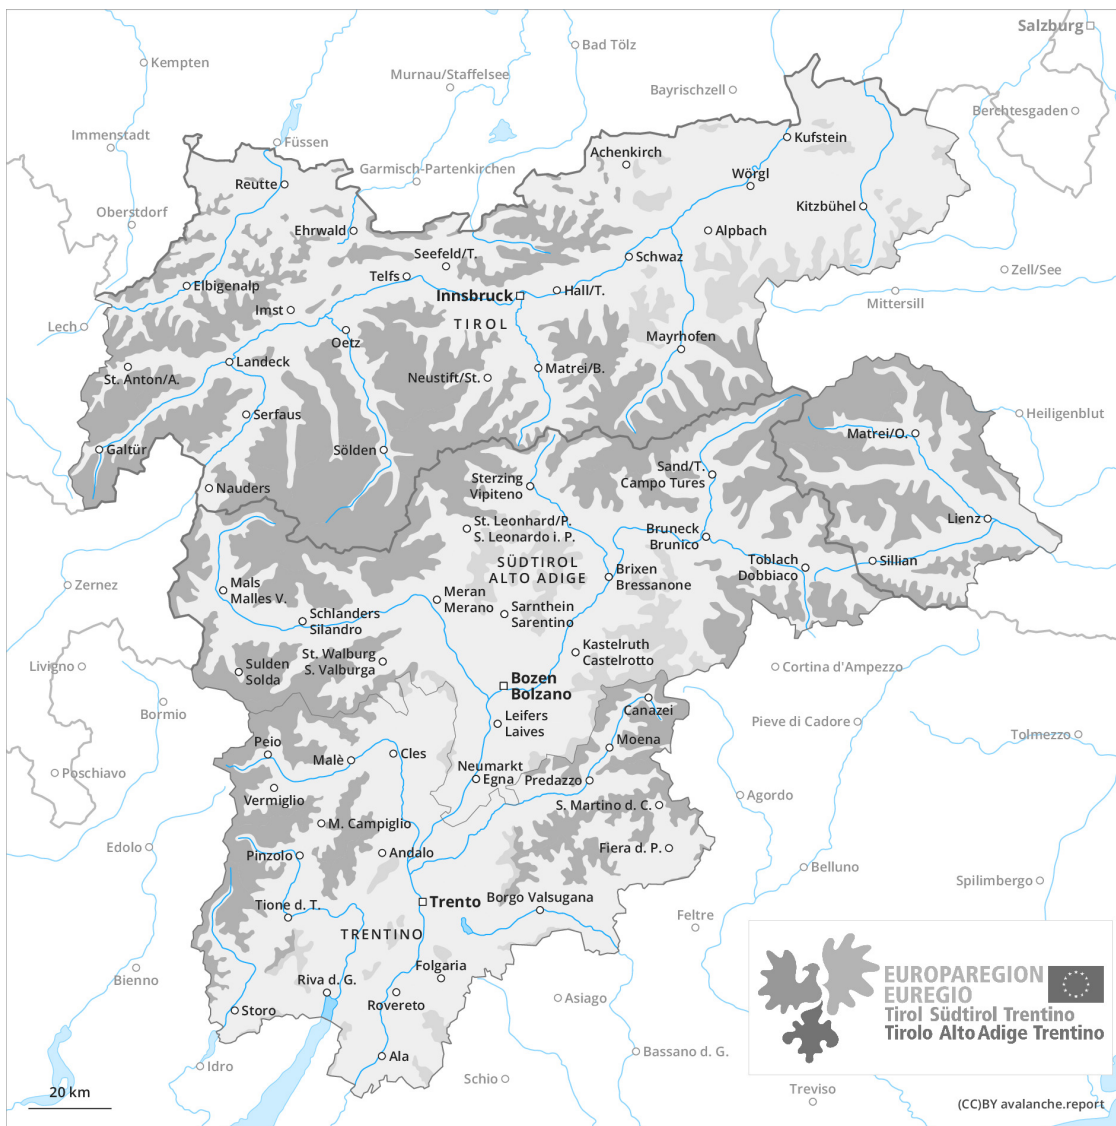 Salzburg
Bad Tölz
Kempten
Murnau/Staffelsee
Bayrischzell
Berchtesgaden
Immenstadt
Füssen
Kufstein
Achenkirch
Garmisch-Partenkirchen
Wörgl
Reutte
Kitzbühel
Oberstdorf
Ehrwald
Alpbach
Seefeld/T.
Schwaz
Zell/See
Telfs
Elbigenalp
Hall/T.
Innsbruck
Mittersill
Imst
TIROL
Lech
Oetz
Mayrhofen
Landeck
Matrei/B.
St. Anton/A.
Neustift/St.
Serfaus
Heiligenblut
Matrei/O.
Galtür
Sölden
Sand/T.
Campo Tures
Sterzing
Vipiteno
Nauders
Lienz
St. Leonhard/P.
S. Leonardo i. P.
Bruneck
Brunico
SÜDTIROL
ALTO ADIGE
Toblach
Dobbiaco
Sillian
Brixen
Bressanone
Zernez
Mals
Malles V.
Meran
Merano
Sarnthein
Sarentino
Schlanders
Silandro
Kastelruth
Castelrotto
St. Walburg
S. Valburga
Livigno
Sulden
Solda
Cortina d'Ampezzo
Bozen
Bolzano
Canazei
Bormio
Leifers
Laives
Pieve di Cadore
Tolmezzo
Peio
Moena
Malè
Cles
Poschiavo
Neumarkt
Egna
Predazzo
Vermiglio
Agordo
S. Martino d. C.
M. Campiglio
Edolo
Pinzolo
Andalo
Fiera d. P.
Belluno
Spilimbergo
Trento
Borgo Valsugana
Tione d. T.
Feltre
TRENTINO
Bienno
Folgaria
Riva d. G.
Rovereto
Asiago
Storo
EUROPAREGION
EUREGIO
Tirol Südtirol Trentino
Tirolo Alto Adige Trentino
Ala
Bassano d. G.
Idro
Schio
Treviso
20 km
(CC)BY avalanche.report